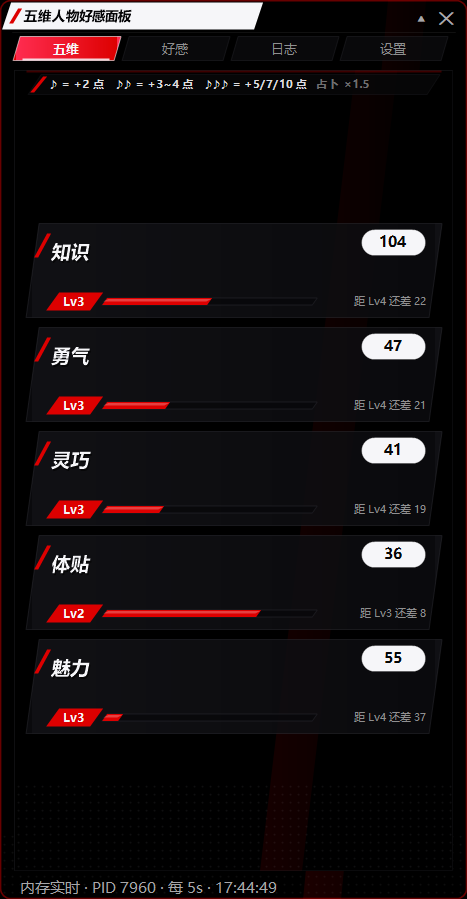 五维人物好感面板 ▲ ×
五维 好感 日志 设置
♪ = +2 点 ♪♪ = +3~4 点 ♪♪♪ = +5/7/10 点 占卜 ×1.5
知识 104
Lv3 距 Lv4 还差 22
勇气 47
Lv3 距 Lv4 还差 21
灵巧 41
Lv3 距 Lv4 还差 19
体贴 36
Lv2 距 Lv3 还差 8
魅力 55
Lv3 距 Lv4 还差 37
内存实时 · PID 7960 · 每 5s · 17:44:49